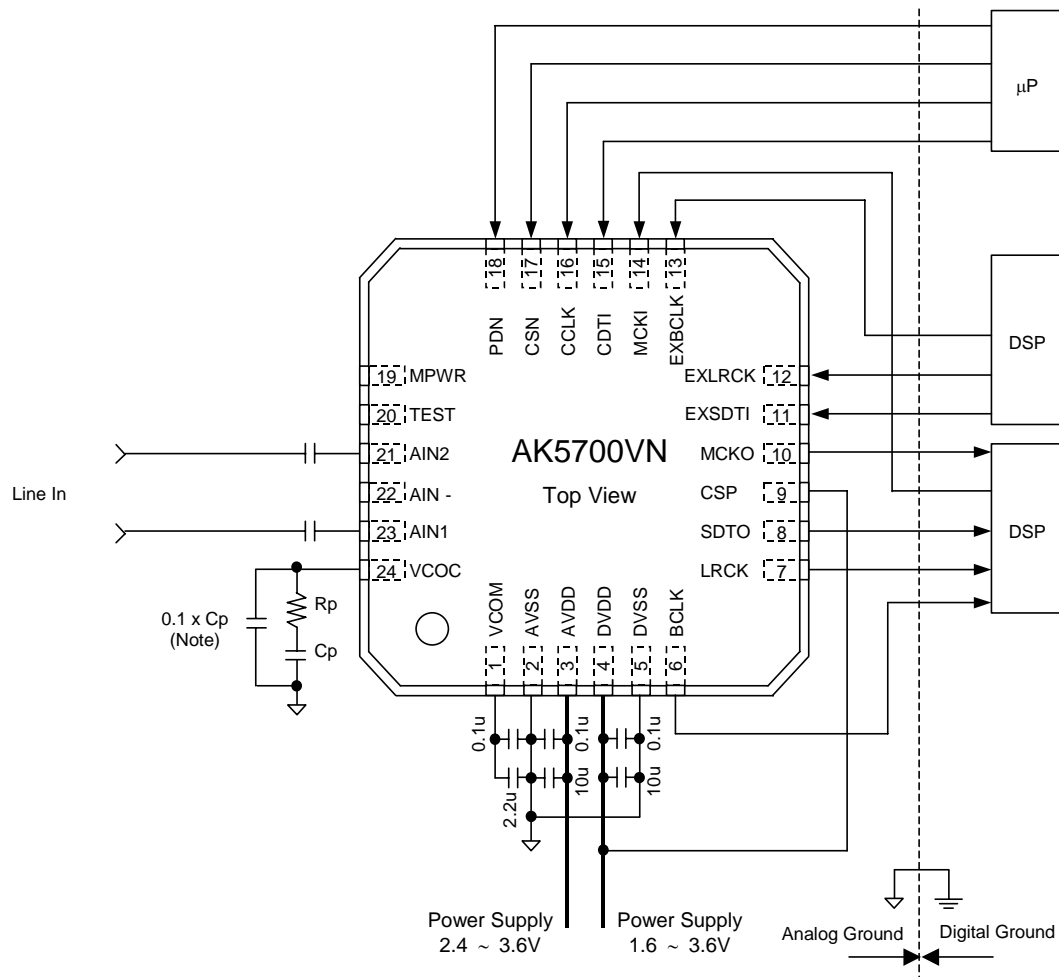 μP
18
17
16
15
14
13
PDN
CSN
CCLK
CDTI
MCKI
EXBCLK
DSP
19 MPWR
EXLRCK 12
20 TEST
EXSDTI 11
AK5700VN
Top View
21 AIN2
MCKO 10
Line In
22 AIN -
CSP 9
23 AIN1
SDTO 8
DSP
24 VCOC
LRCK 7
0.1 x Cp
(Note)
Rp
Cp
VCOM
AVSS
AVDD
DVDD
DVSS
BCLK
1
2
3
4
5
6
0.1u
0.1u
0.1u
2.2u
10u
10u
Power Supply
2.4 ~ 3.6V
Power Supply
1.6 ~ 3.6V
Analog Ground
Digital Ground